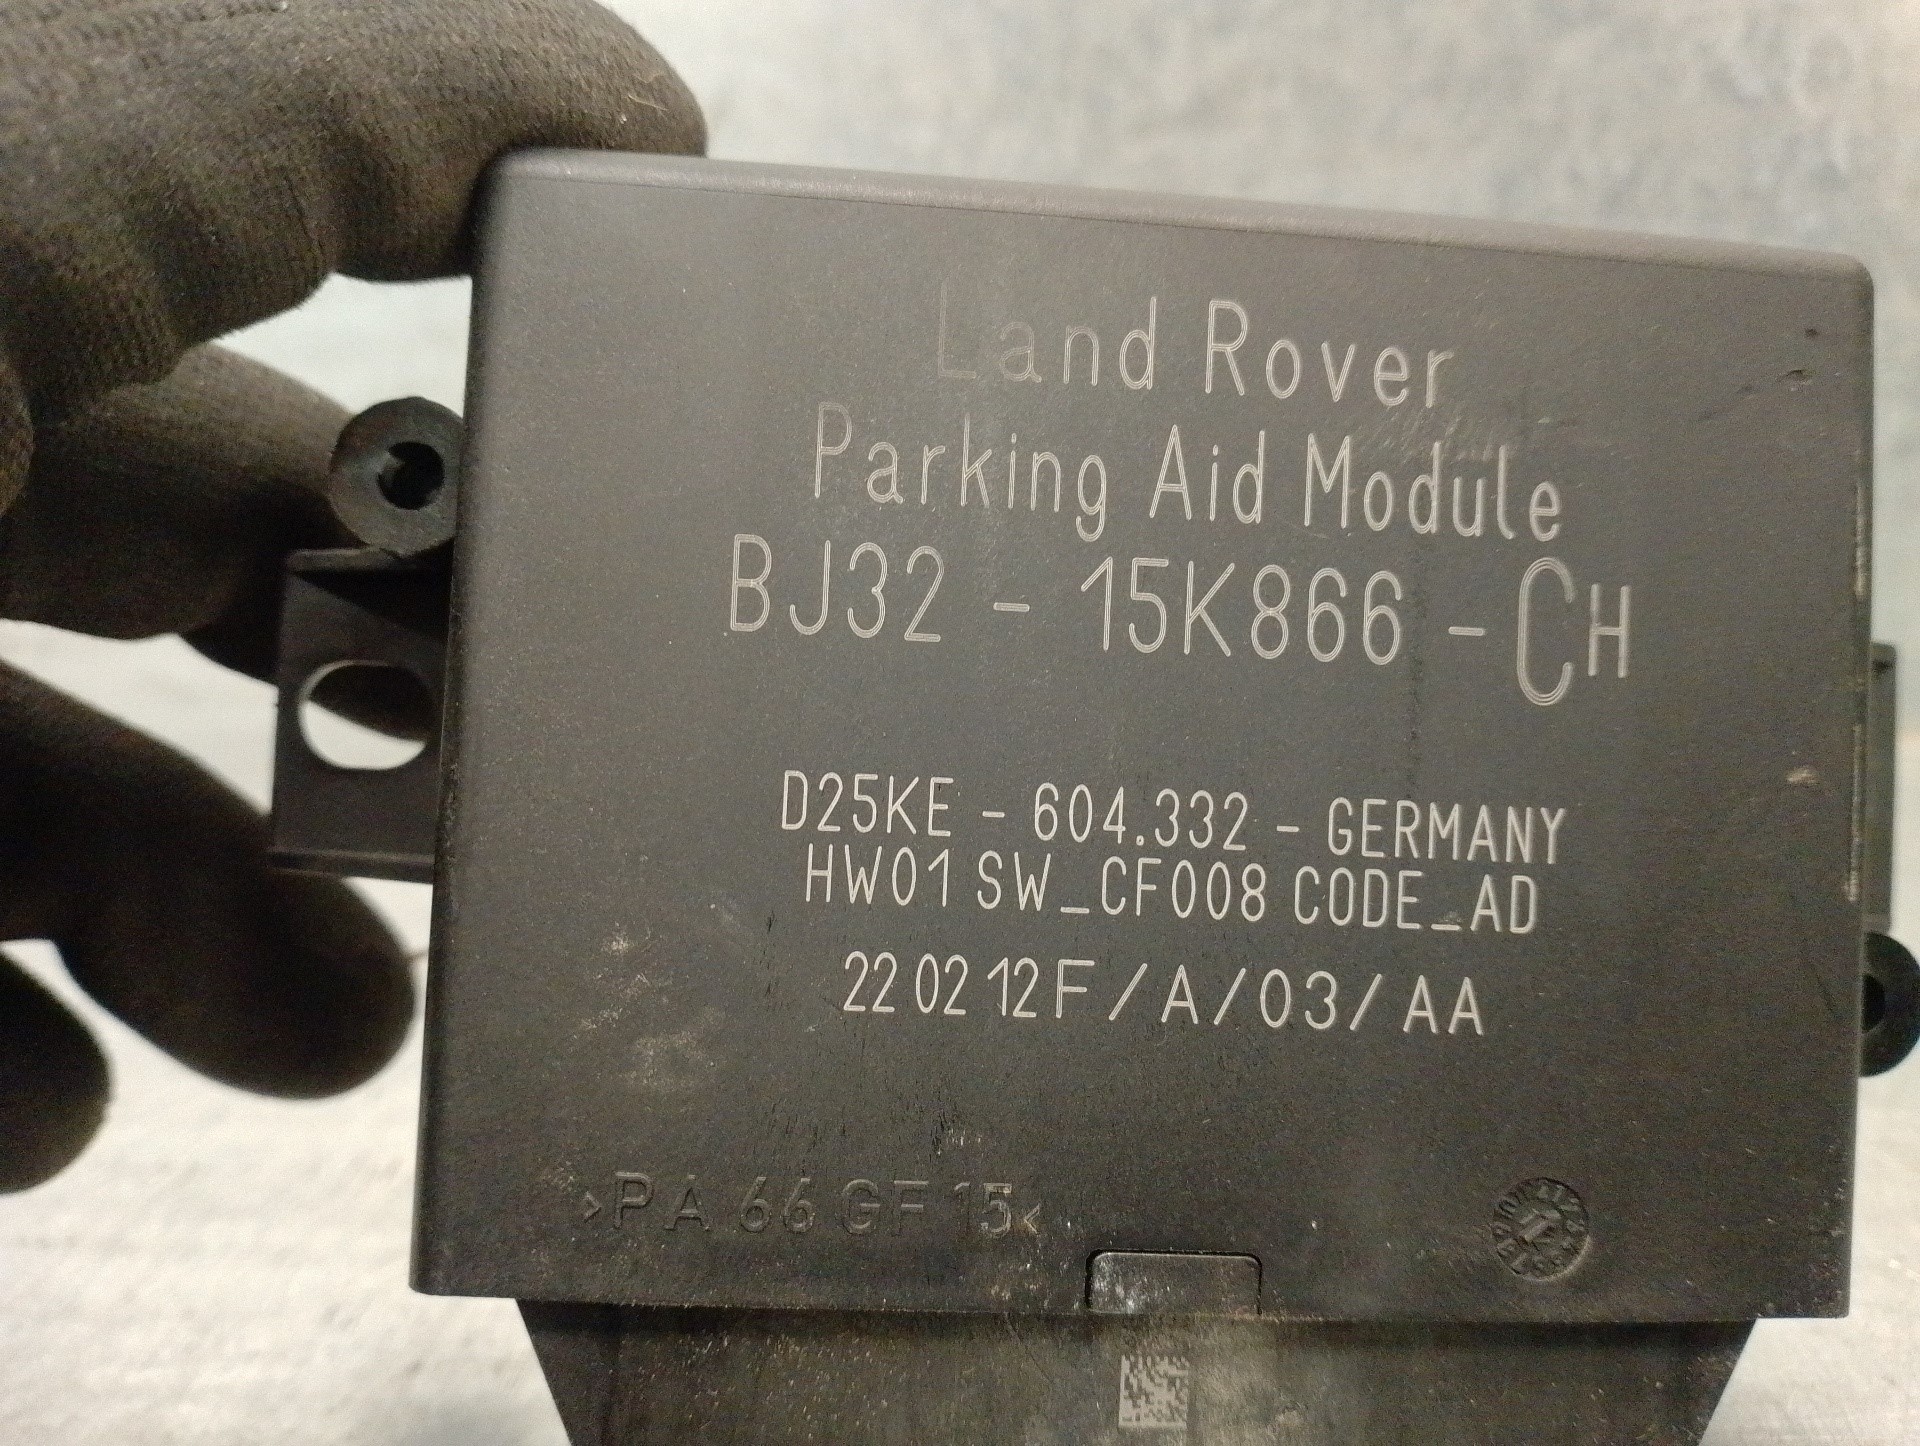 Land Rover
Parking Aid Module
BJ32 - 15K866 - CH
D25KE - 604.332 - GERMANY
HW01 SW_CF008 CODE_AD
22 02 12 F / A / 03 / AA
>PA 66 GF 15<